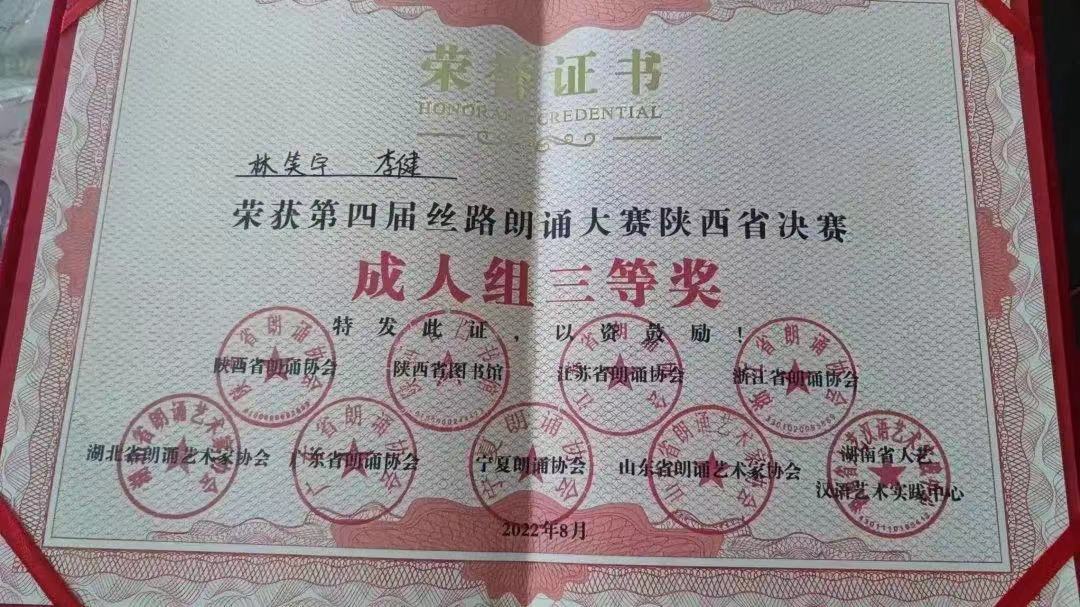 荣誉证书
HONORARY CREDENTIAL
林笑宇 李健
荣获第四届丝路朗诵大赛陕西省决赛
成人组三等奖
特发此证，以资鼓励！
陕西省朗诵协会 陕西省图书馆 江苏省朗诵协会 浙江省朗诵协会
湖北省朗诵艺术家协会 广东省朗诵协会 宁夏朗诵协会 山东省朗诵艺术家协会 湖南省人艺
汉语艺术实践中心
2022年8月